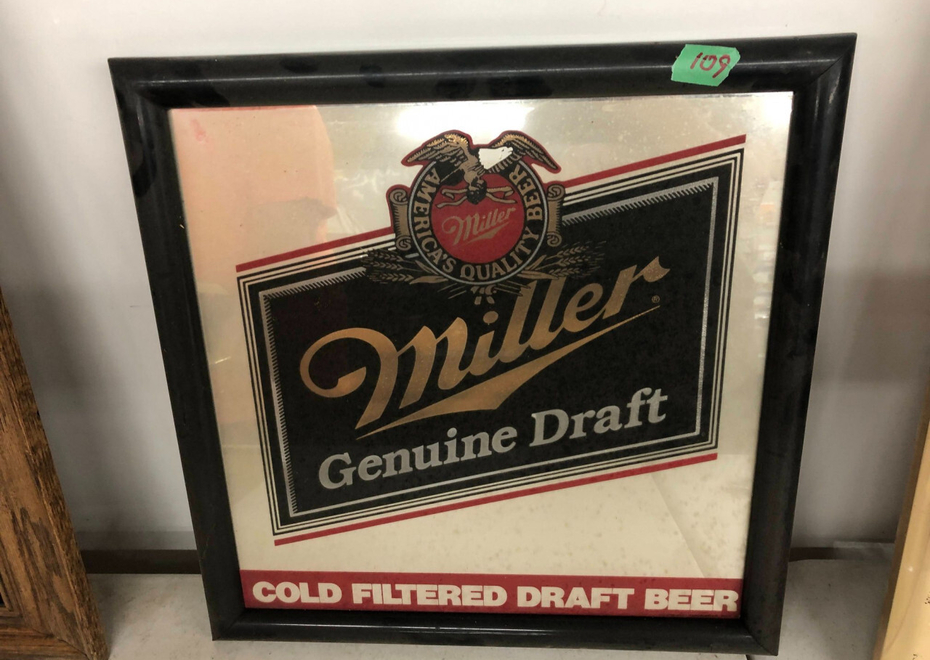 109
AMERICA'S QUALITY BEER
Miller
Miller®
Genuine Draft
COLD FILTERED DRAFT BEER